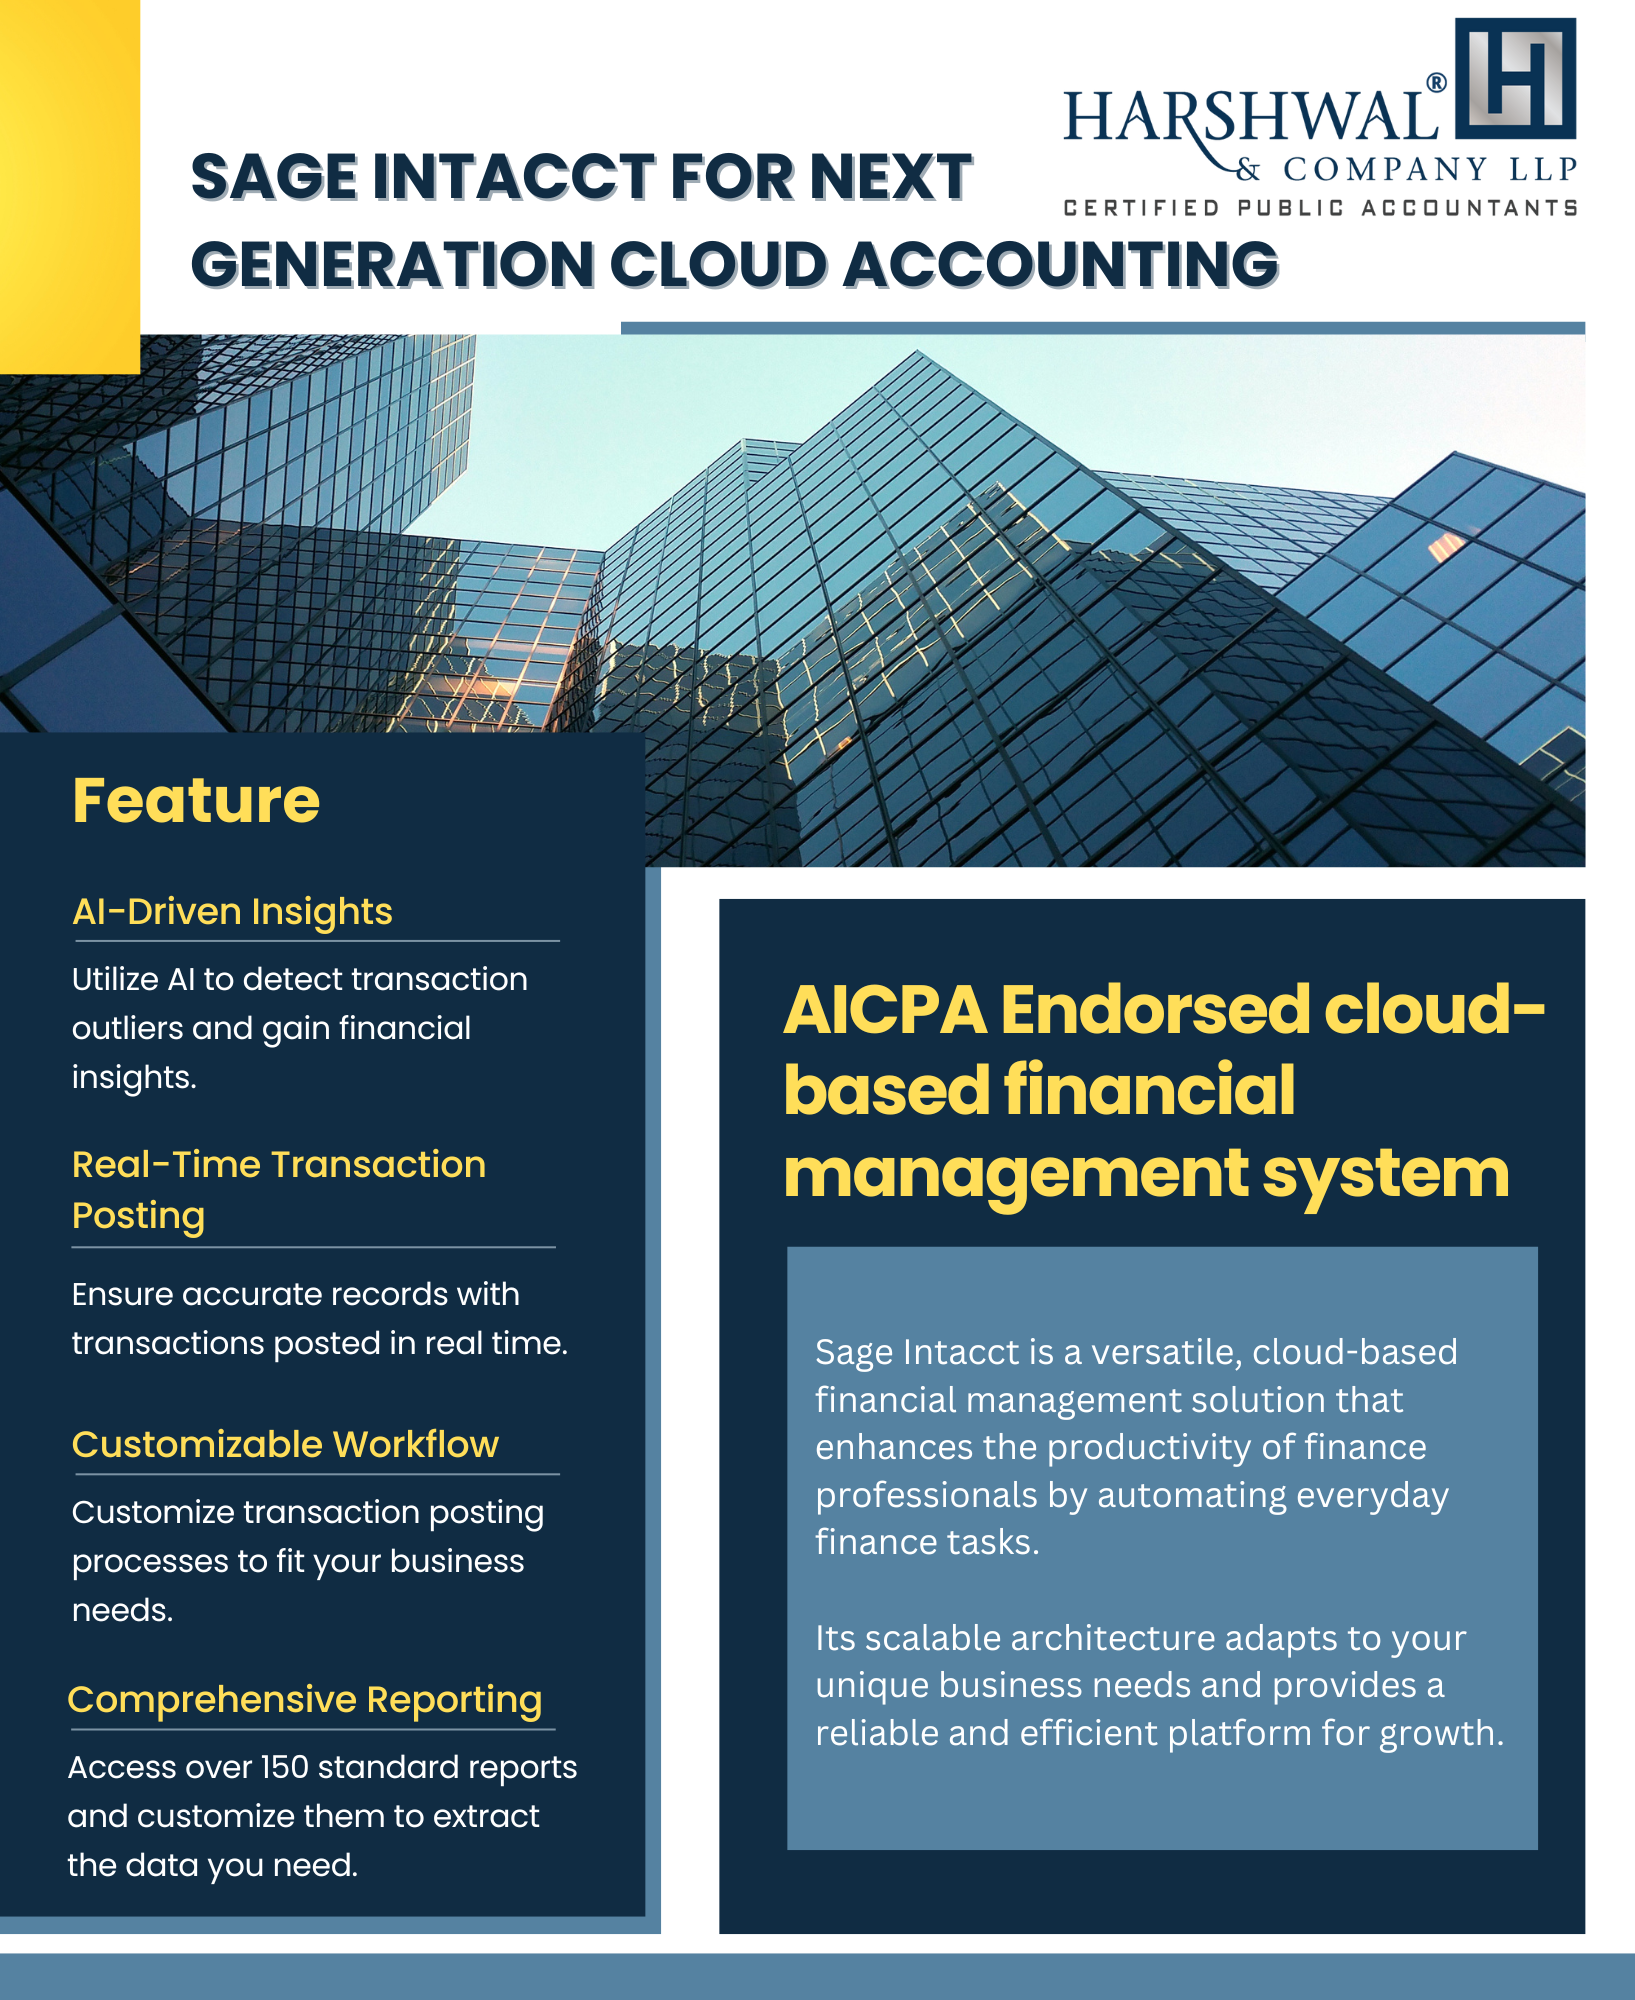 HARSHWAL®
& COMPANY LLP
CERTIFIED PUBLIC ACCOUNTANTS
SAGE INTACCT FOR NEXT
GENERATION CLOUD ACCOUNTING
Feature
AI-Driven Insights
Utilize AI to detect transaction
outliers and gain financial
insights.
Real-Time Transaction
Posting
Ensure accurate records with
transactions posted in real time.
Customizable Workflow
Customize transaction posting
processes to fit your business
needs.
Comprehensive Reporting
Access over 150 standard reports
and customize them to extract
the data you need.
AICPA Endorsed cloud-
based financial
management system
Sage Intacct is a versatile, cloud-based
financial management solution that
enhances the productivity of finance
professionals by automating everyday
finance tasks.
Its scalable architecture adapts to your
unique business needs and provides a
reliable and efficient platform for growth.